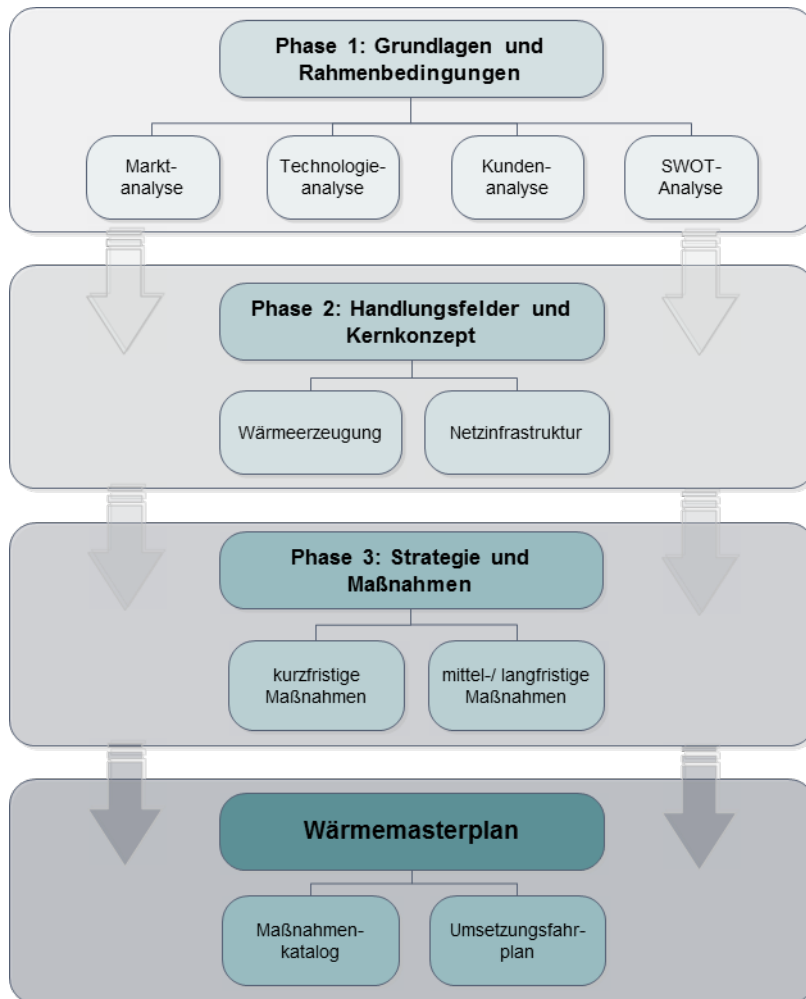 Phase 1: Grundlagen und
Rahmenbedingungen
Markt-
analyse
Technologie-
analyse
Kunden-
analyse
SWOT-
Analyse
Phase 2: Handlungsfelder und
Kernkonzept
Wärmeerzeugung
Netzinfrastruktur
Phase 3: Strategie und
Maßnahmen
kurzfristige
Maßnahmen
mittel-/ langfristige
Maßnahmen
Wärmemasterplan
Maßnahmen-
katalog
Umsetzungsfahr-
plan